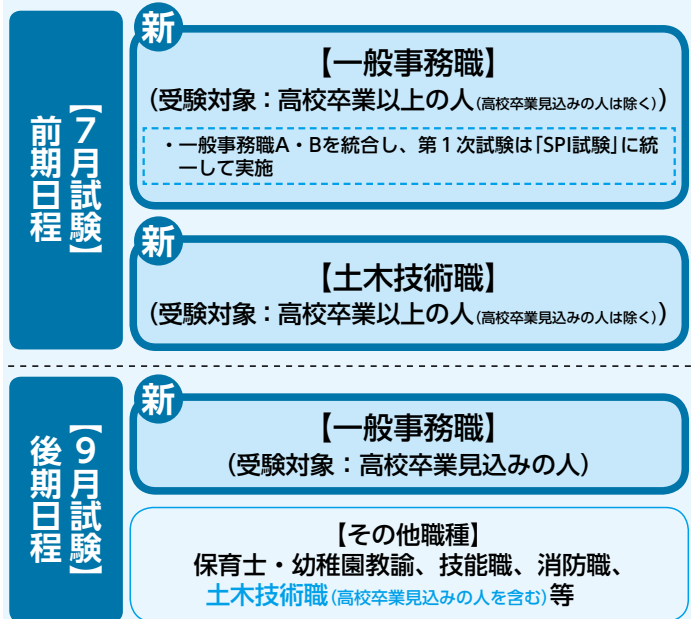 前期日程
【7月試験】
新
【一般事務職】
(受験対象：高校卒業以上の人(高校卒業見込みの人は除く))
・一般事務職A・Bを統合し、第1次試験は「SPI試験」に統
一して実施
新
【土木技術職】
(受験対象：高校卒業以上の人(高校卒業見込みの人は除く))
後期日程
【9月試験】
新
【一般事務職】
(受験対象：高校卒業見込みの人)
【その他職種】
保育士・幼稚園教諭、技能職、消防職、
土木技術職(高校卒業見込みの人を含む)等